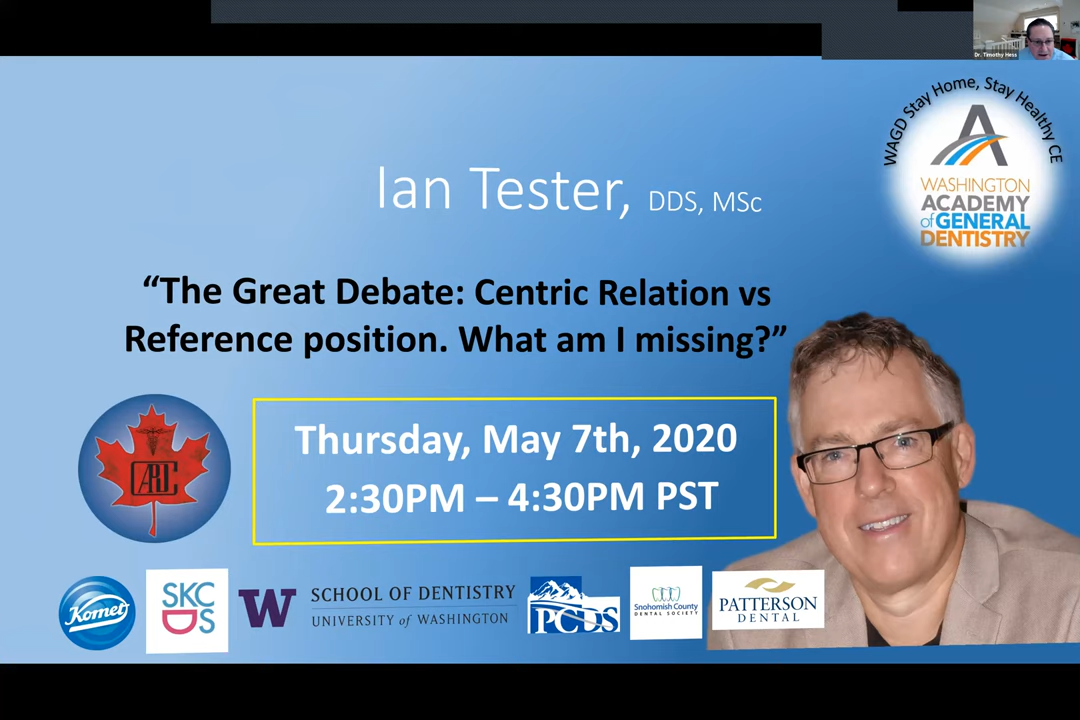 Dr. Timothy Hess
WAGD Stay Home, Stay Healthy CE
WASHINGTON
ACADEMY
of GENERAL
DENTISTRY
Ian Tester, DDS, MSc
“The Great Debate: Centric Relation vs
Reference position. What am I missing?”
Thursday, May 7th, 2020
2:30PM – 4:30PM PST
CARDC
Komet
SKC
DS
W SCHOOL OF DENTISTRY
UNIVERSITY of WASHINGTON
PCDS
Snohomish County
DENTAL SOCIETY
PATTERSON
DENTAL